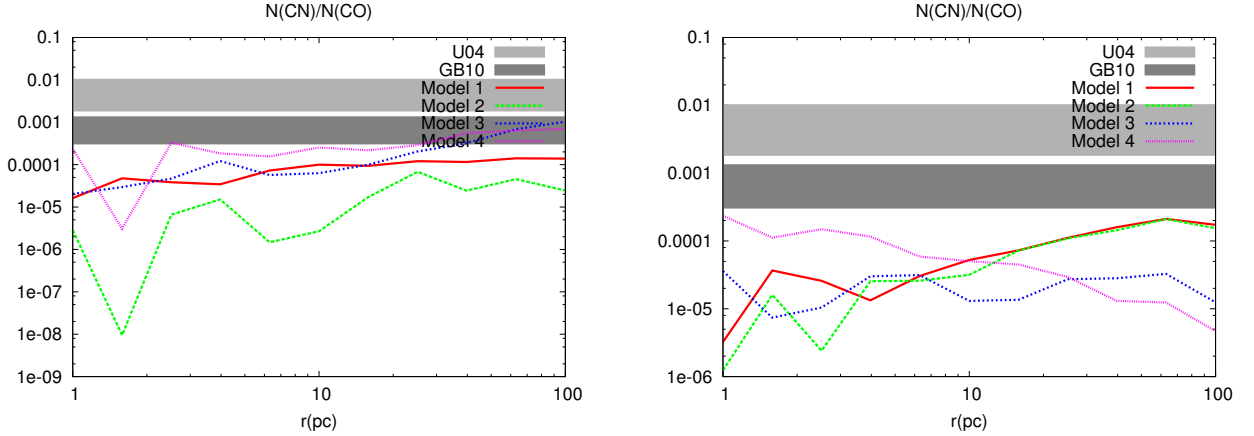 N(CN)/N(CO)
0.1
0.01
0.001
0.0001
1e-05
1e-06
1e-07
1e-08
1e-09
U04
GB10
Model 1
Model 2
Model 3
Model 4
1
10
100
r(pc)
N(CN)/N(CO)
0.1
0.01
0.001
0.0001
1e-05
1e-06
U04
GB10
Model 1
Model 2
Model 3
Model 4
1
10
100
r(pc)